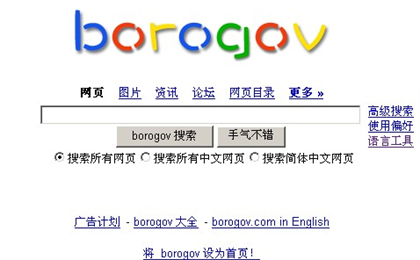 borogov
网页 图片 资讯 论坛 网页目录 更多 »
高级搜索
使用偏好
语言工具
borogov 搜索 手气不错
搜索所有网页 搜索所有中文网页 搜索简体中文网页
广告计划 - borogov 大全 - borogov.com in English
将 borogov 设为首页！